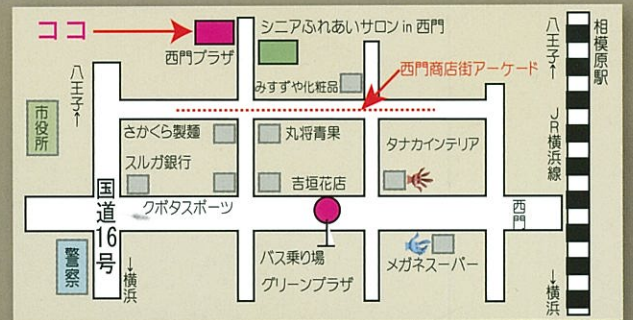 ココ
西門プラザ
シニアふれあいサロン in 西門
みすずや化粧品
西門商店街アーケード
八王子←
相模原駅
JR横浜線
→横浜
八王子←
市役所
さかくら製麺
スルガ銀行
丸将青果
吉垣花店
タナカインテリア
国道16号
クボタスポーツ
西門
警察
→横浜
バス乗り場
グリーンプラザ
メガネスーパー